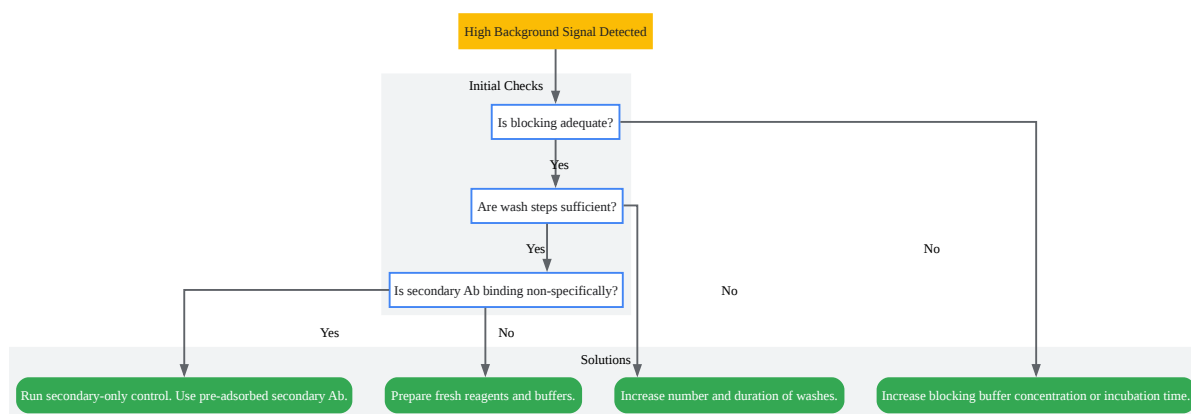 High Background Signal Detected
Initial Checks
Is blocking adequate?
Yes
Are wash steps sufficient?
Yes
No
Is secondary Ab binding non-specifically?
No
Yes
No
Solutions
Run secondary-only control. Use pre-adsorbed secondary Ab.
Prepare fresh reagents and buffers.
Increase number and duration of washes.
Increase blocking buffer concentration or incubation time.